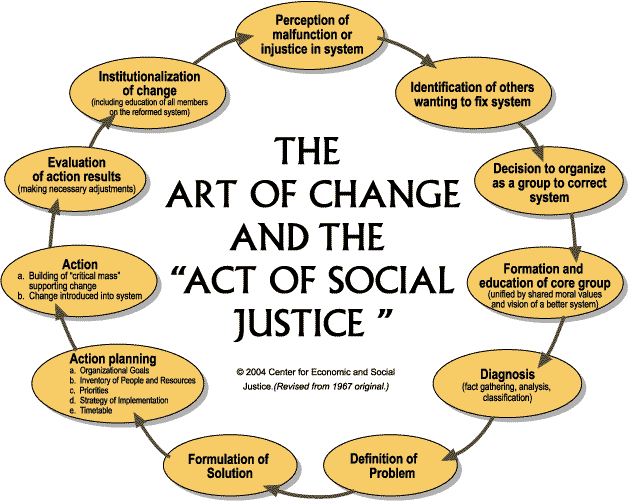 THE
ART OF CHANGE
AND THE
“ACT OF SOCIAL
JUSTICE ”
© 2004 Center for Economic and Social
Justice.(Revised from 1967 original.)
Perception of
malfunction or
injustice in system
Identification of others
wanting to fix system
Decision to organize
as a group to correct
system
Formation and
education of core group
(unified by shared moral values
and vision of a better system)
Diagnosis
(fact gathering, analysis,
classification)
Definition of
Problem
Formulation of
Solution
Action planning
a. Organizational Goals
b. Inventory of People and Resources
c. Priorities
d. Strategy of Implementation
e. Timetable
Action
a. Building of "critical mass"
supporting change
b. Change introduced into system
Evaluation
of action results
(making necessary adjustments)
Institutionalization
of change
(including education of all members
on the reformed system)